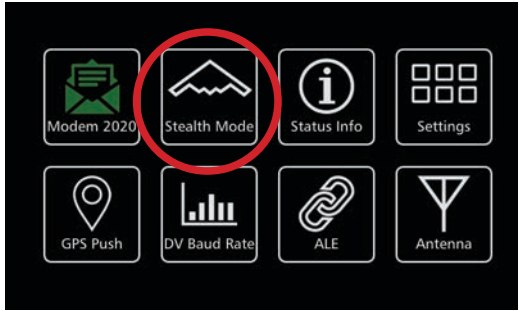 Modem 2020
Stealth Mode
Status Info
Settings
GPS Push
DV Baud Rate
ALE
Antenna